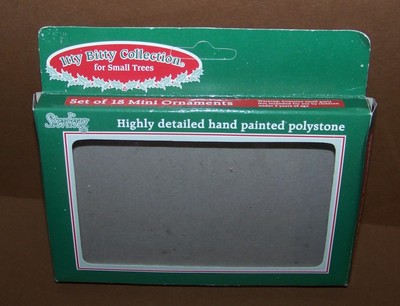 Itty Bitty Collection®
for Small Trees
Set of 18 Mini Ornaments
Highly detailed hand painted polystone